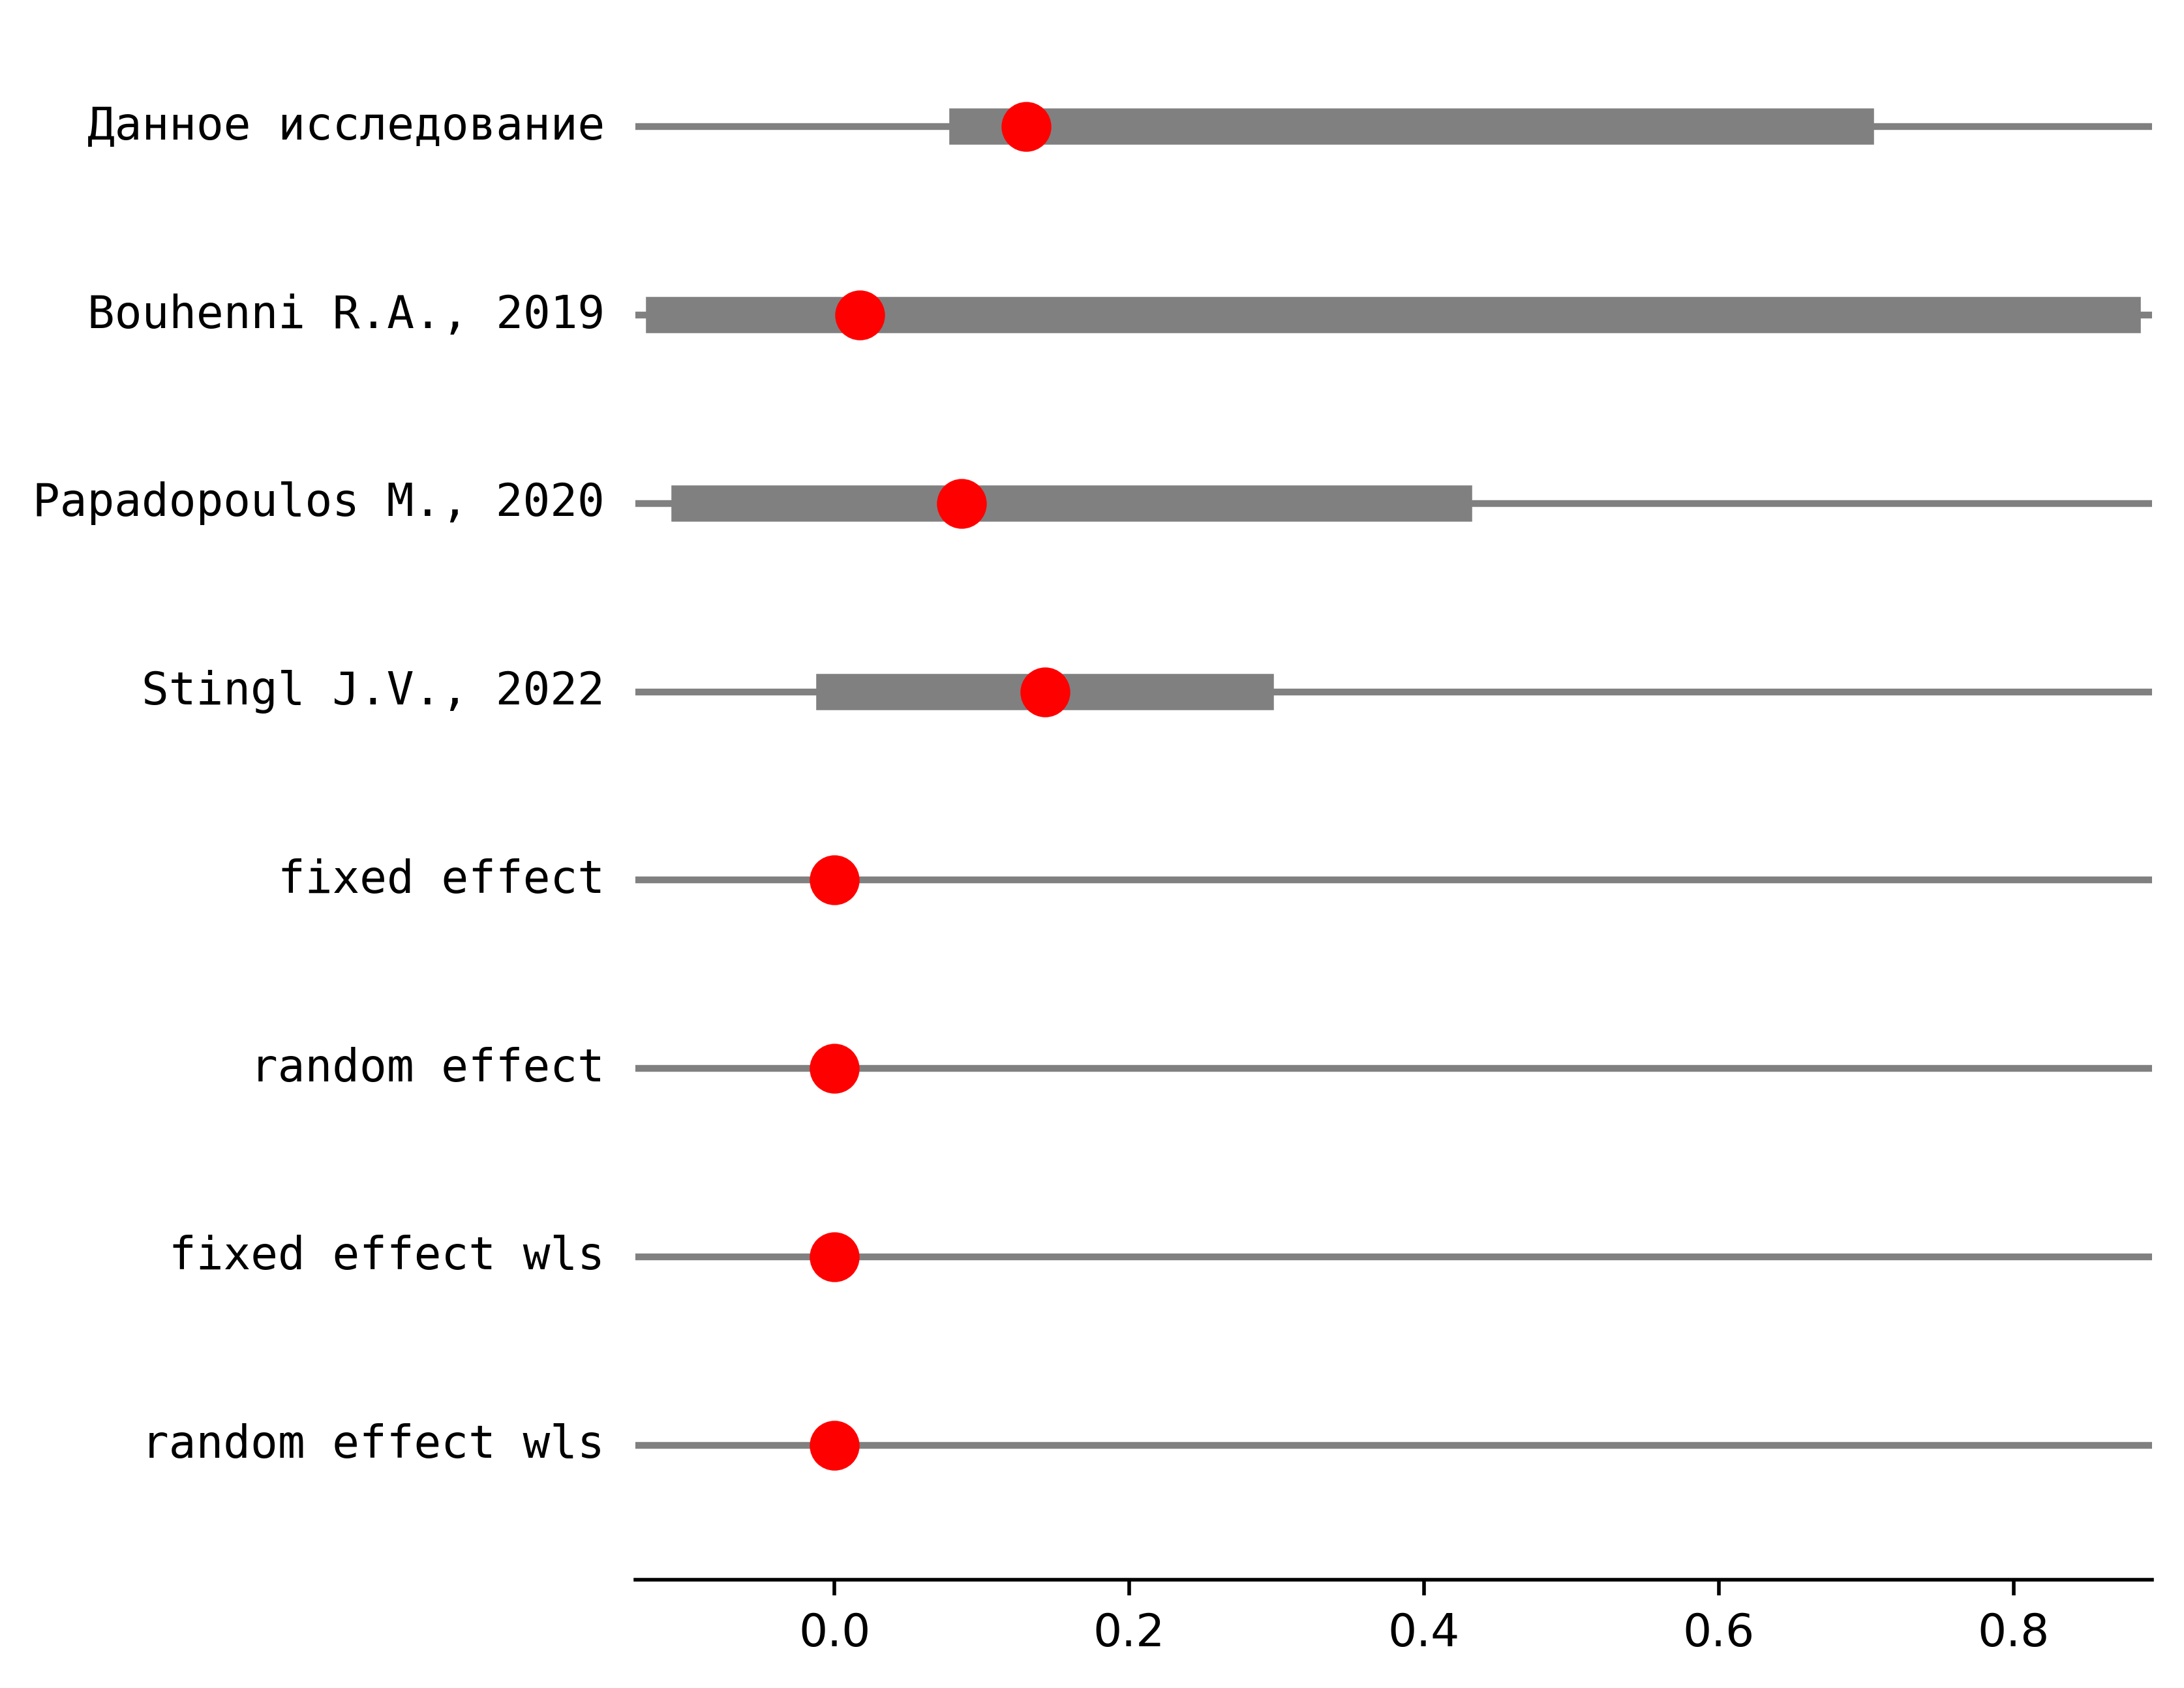 Данное исследование
Bouhenni R.A., 2019
Papadopoulos M., 2020
Stingl J.V., 2022
fixed effect
random effect
fixed effect wls
random effect wls
0.0 0.2 0.4 0.6 0.8